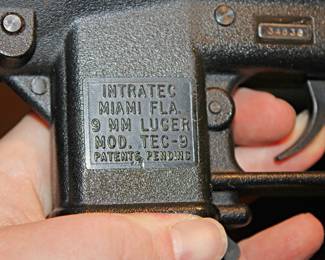 INTRATEC
MIAMI FLA.
9 MM LUGER
MOD. TEC-9
PATENTS PENDING